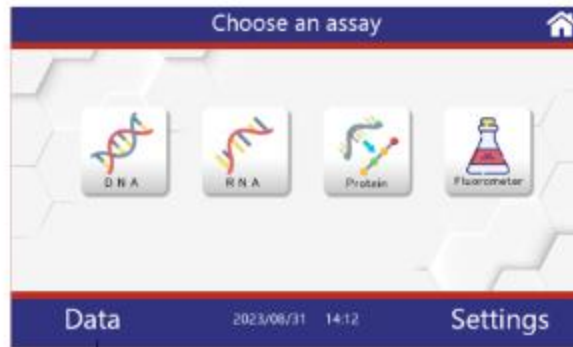 Choose an assay
DNA RNA Protein Fluorometer
Data 2023/08/31 14:12 Settings